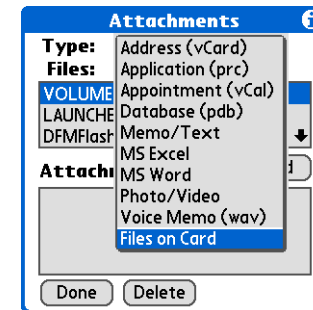 Attachments
Type:
Address (vCard)
Application (prc)
Appointment (vCal)
Database (pdb)
Memo/Text
MS Excel
MS Word
Photo/Video
Voice Memo (wav)
Files on Card
Files:
VOLUME
LAUNCHE
DFMFlash
Attach
Done
Delete